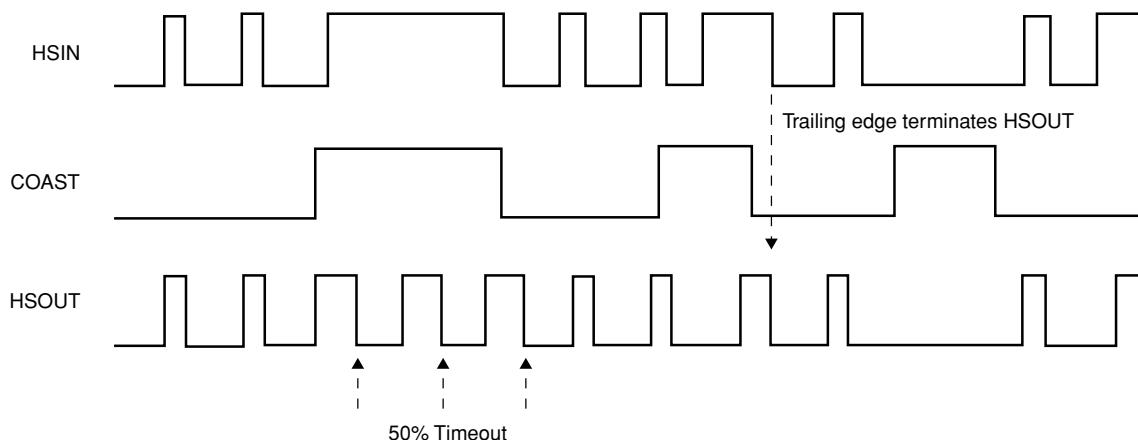 HSIN
Trailing edge terminates HSOUT
COAST
HSOUT
50% Timeout